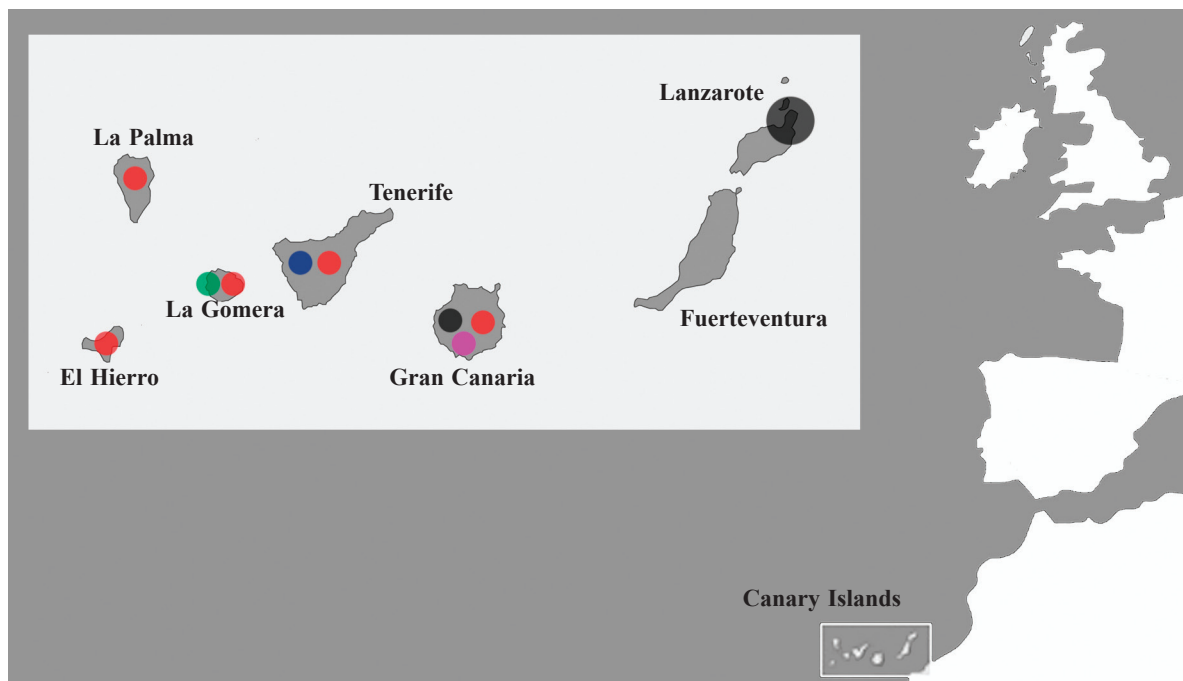 Lanzarote
La Palma
Tenerife
La Gomera
Fuerteventura
El Hierro
Gran Canaria
Canary Islands